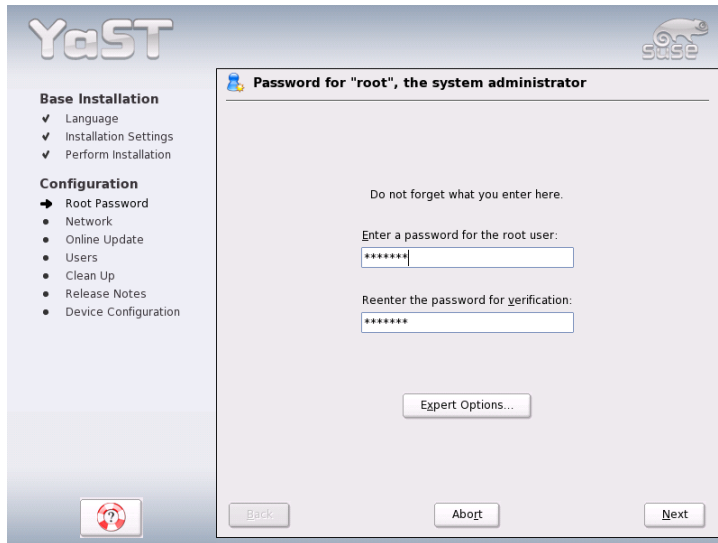 YaST
SUSE
Base Installation
Language
Installation Settings
Perform Installation
Configuration
Root Password
Network
Online Update
Users
Clean Up
Release Notes
Device Configuration
Password for "root", the system administrator
Do not forget what you enter here.
Enter a password for the root user:
*******
Reenter the password for verification:
*******
Expert Options...
Back
Abort
Next